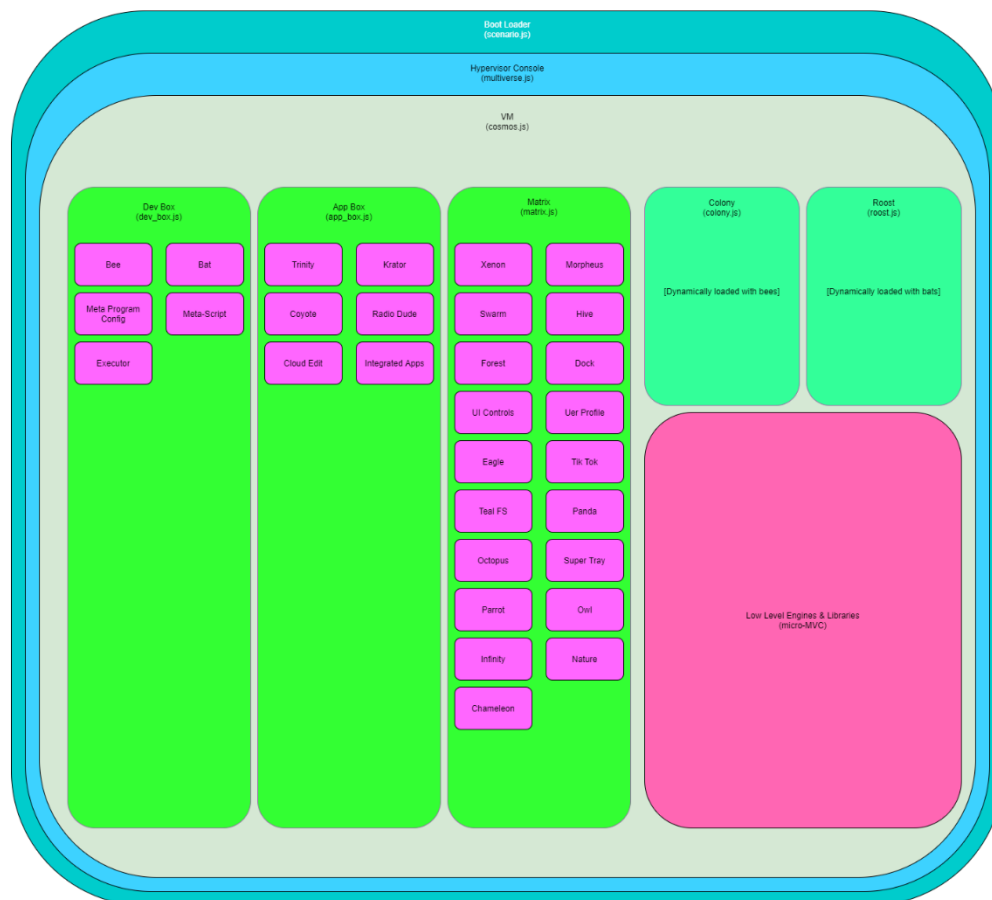 Boot Loader
(scenario.js)
Hypervisor Console
(multiverse.js)
VM
(cosmos.js)
Dev Box
(dev_box.js)
Bee
Bat
Meta Program
Config
Meta-Script
Executor
App Box
(app_box.js)
Trinity
Krator
Coyote
Radio Dude
Cloud Edit
Integrated Apps
Matrix
(matrix.js)
Xenon
Morpheus
Swarm
Hive
Forest
Dock
UI Controls
Uer Profile
Eagle
Tik Tok
Teal FS
Panda
Octopus
Super Tray
Parrot
Owl
Infinity
Nature
Chameleon
Colony
(colony.js)
[Dynamically loaded with bees]
Roost
(roost.js)
[Dynamically loaded with bats]
Low Level Engines & Libraries
(micro-MVC)